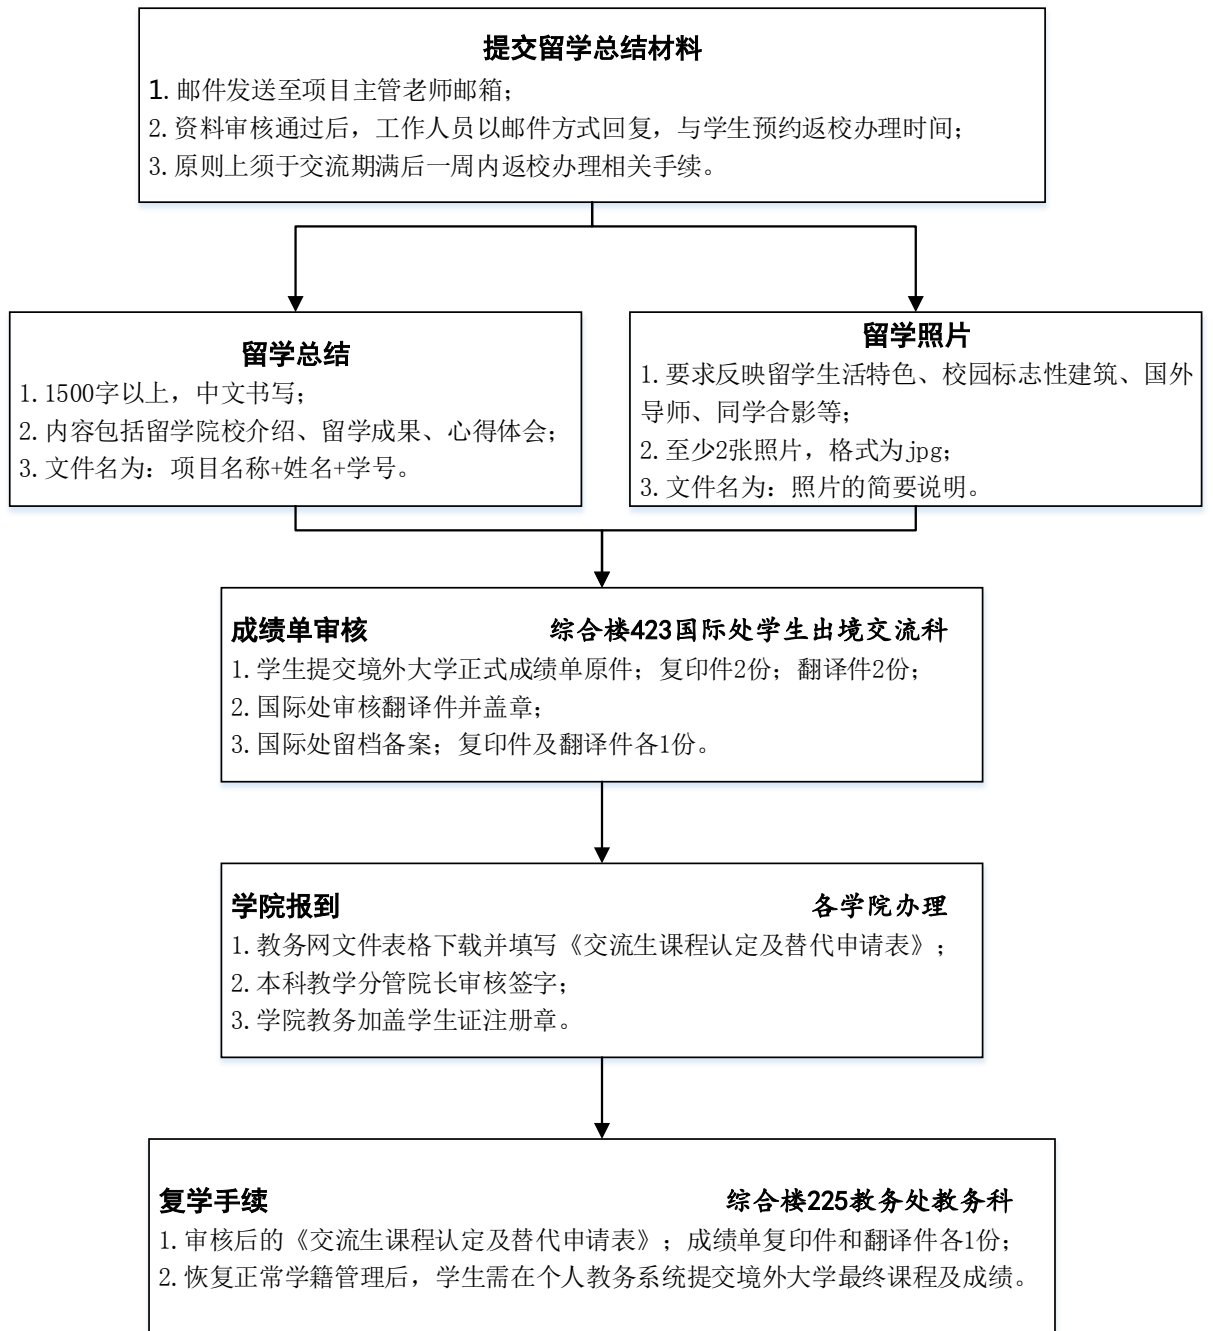 提交留学总结材料
1. 邮件发送至项目主管老师邮箱；
2. 资料审核通过后，工作人员以邮件方式回复，与学生预约返校办理时间；
3. 原则上须于交流期满后一周内返校办理相关手续。
留学总结
1. 1500字以上，中文书写；
2. 内容包括留学院校介绍、留学成果、心得体会；
3. 文件名为：项目名称+姓名+学号。
留学照片
1. 要求反映留学生活特色、校园标志性建筑、国外
导师、同学合影等；
2. 至少2张照片，格式为jpg；
3. 文件名为：照片的简要说明。
成绩单审核 综合楼423国际处学生出境交流科
1. 学生提交境外大学正式成绩单原件；复印件2份；翻译件2份；
2. 国际处审核翻译件并盖章；
3. 国际处留档备案；复印件及翻译件各1份。
学院报到 各学院办理
1. 教务网文件表格下载并填写《交流生课程认定及替代申请表》；
2. 本科教学分管院长审核签字；
3. 学院教务加盖学生证注册章。
复学手续 综合楼225教务处教务科
1. 审核后的《交流生课程认定及替代申请表》；成绩单复印件和翻译件各1份；
2. 恢复正常学籍管理后，学生需在个人教务系统提交境外大学最终课程及成绩。